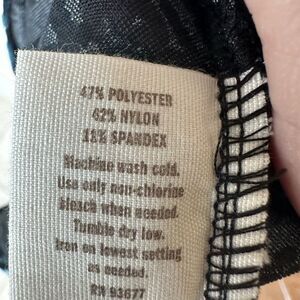 47% POLYESTER
42% NYLON
11% SPANDEX
Machine wash cold.
Use only non-chlorine
bleach when needed.
Tumble dry low.
Iron on lowest setting
as needed.
RN 93677